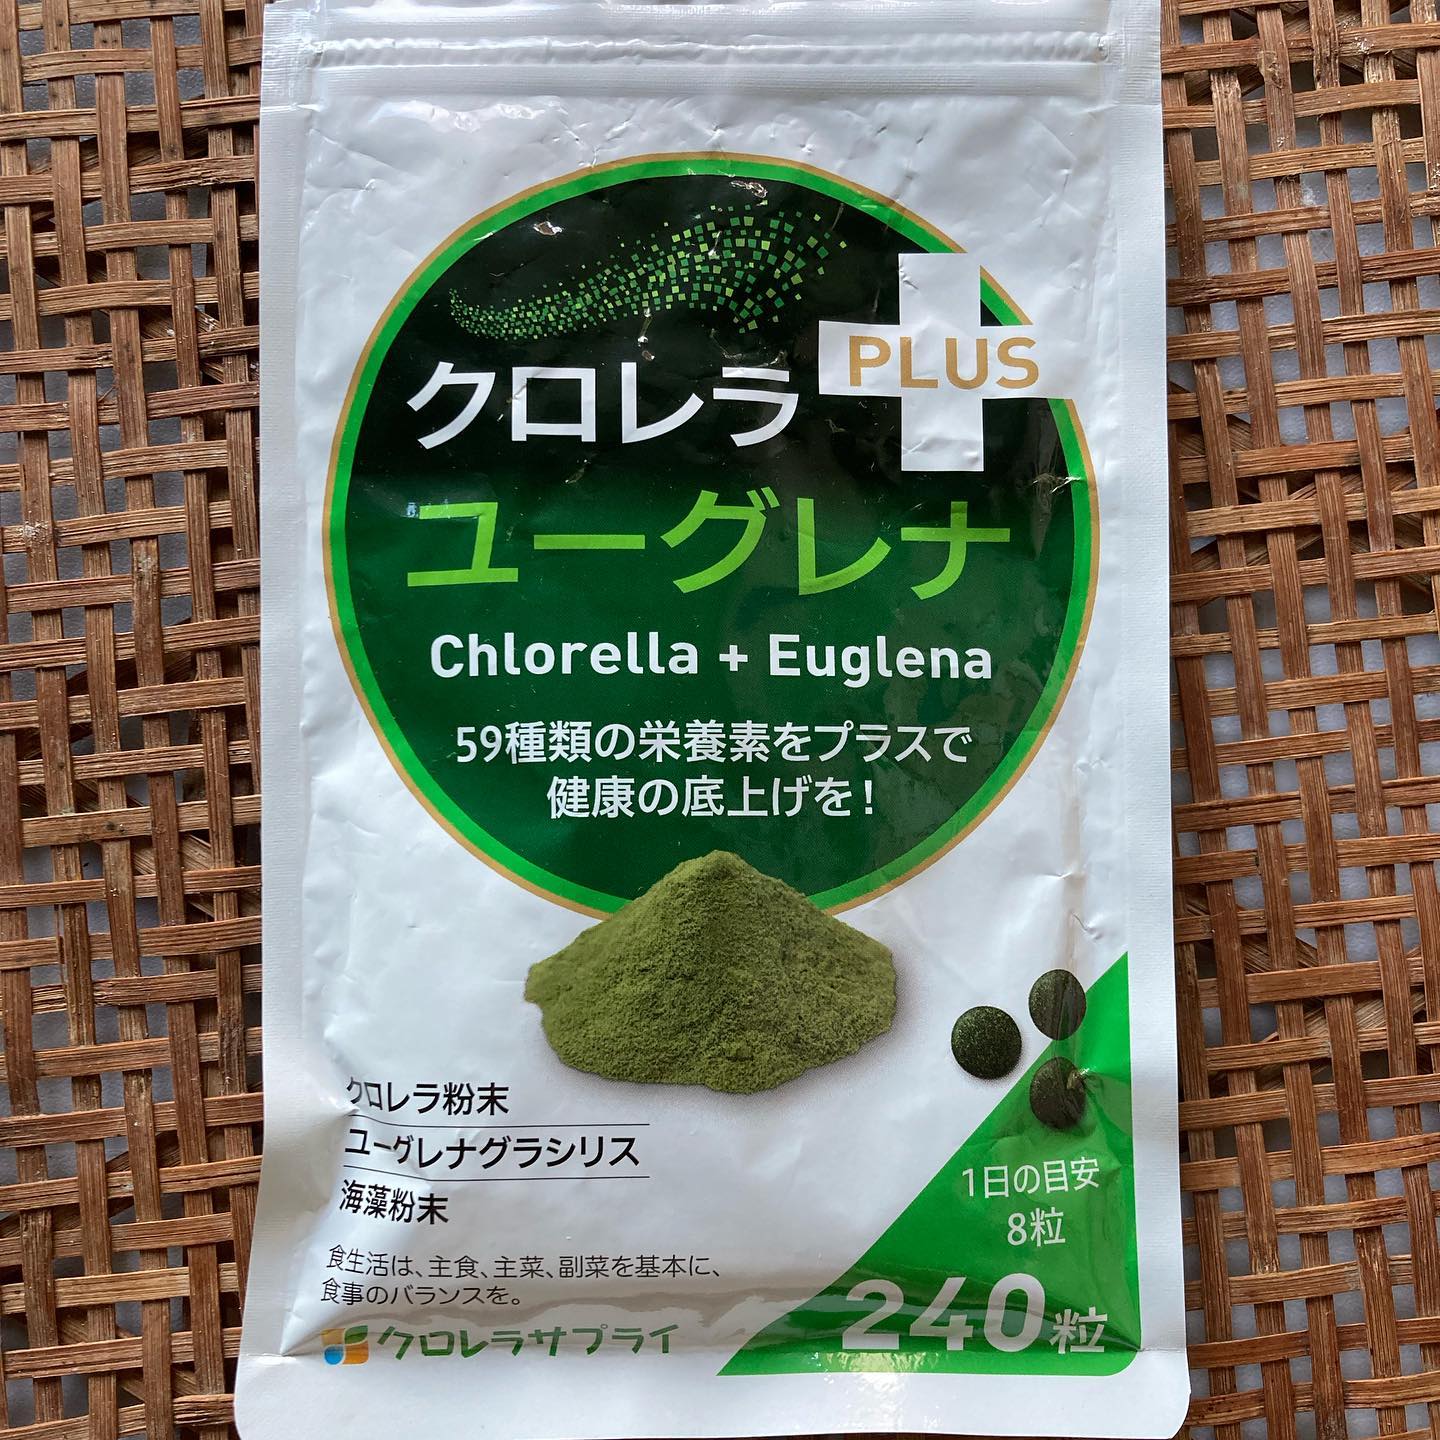 PLUS
クロレラ
ユーグレナ
Chlorella + Euglena
59種類の栄養素をプラスで
健康の底上げを!
クロレラ粉末
ユーグレナグラシリス
海藻粉末
1日の目安
8粒
食生活は、主食、主菜、副菜を基本に、
食事のバランスを。
クロレラサプライ
240粒